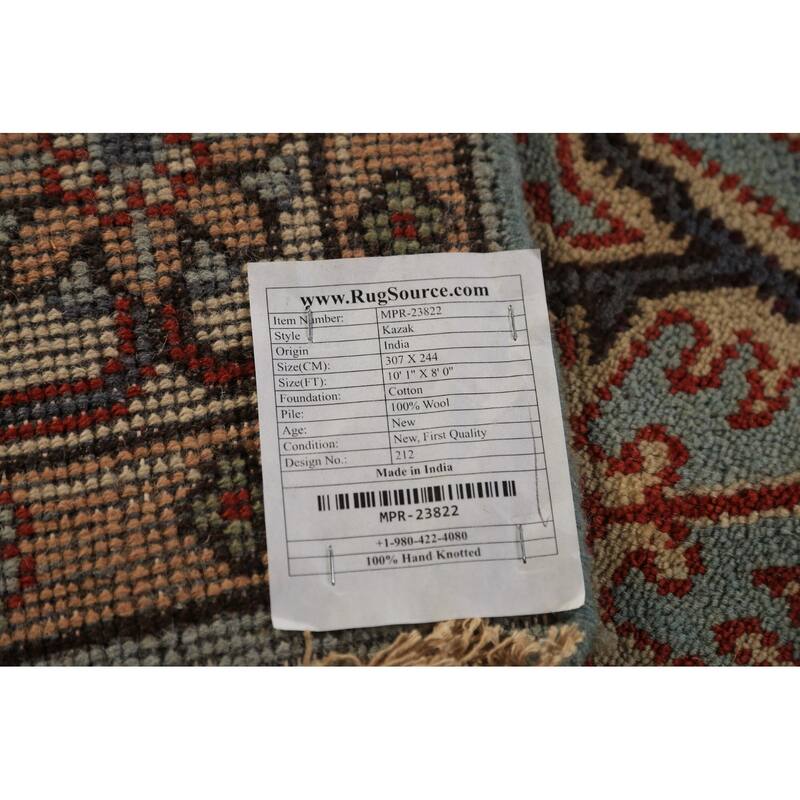 www.RugSource.com
Item Number: MPR-23822
Style Kazak
Origin India
Size(CM): 307 X 244
Size(FT): 10' 1" X 8' 0"
Foundation: Cotton
Pile: 100% Wool
Age: New
Condition: New, First Quality
Design No.: 212
Made in India
MPR-23822
+1-980-422-4080
100% Hand Knotted